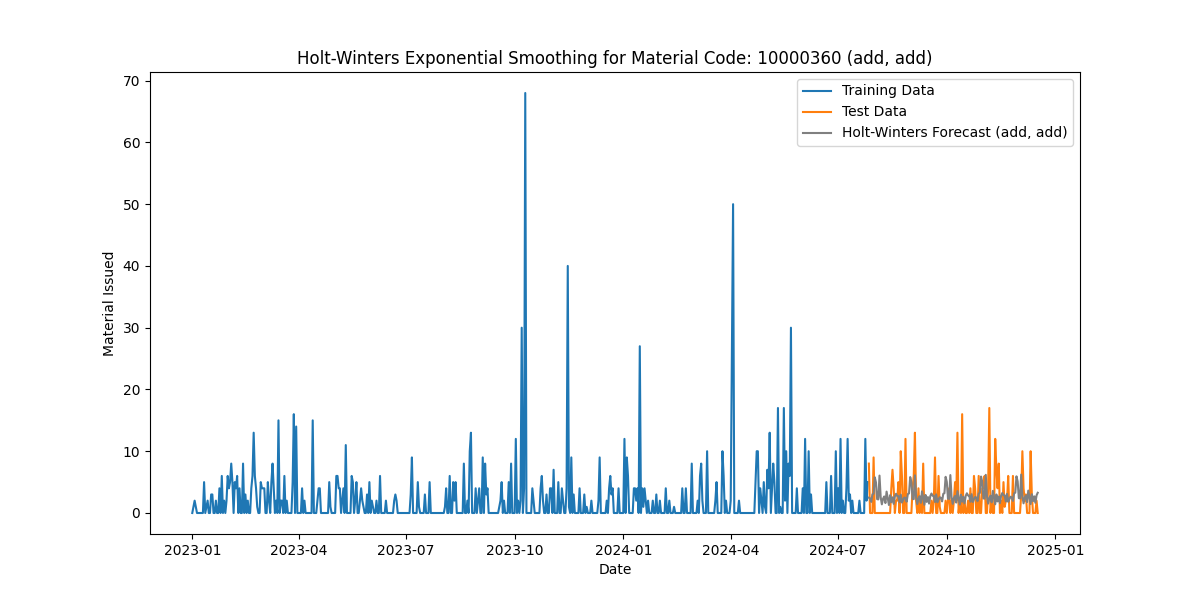 Holt-Winters Exponential Smoothing for Material Code: 10000360 (add, add)
Training Data
Test Data
Holt-Winters Forecast (add, add)
Material Issued
70
60
50
40
30
20
10
0
2023-01
2023-04
2023-07
2023-10
2024-01
2024-04
2024-07
2024-10
2025-01
Date